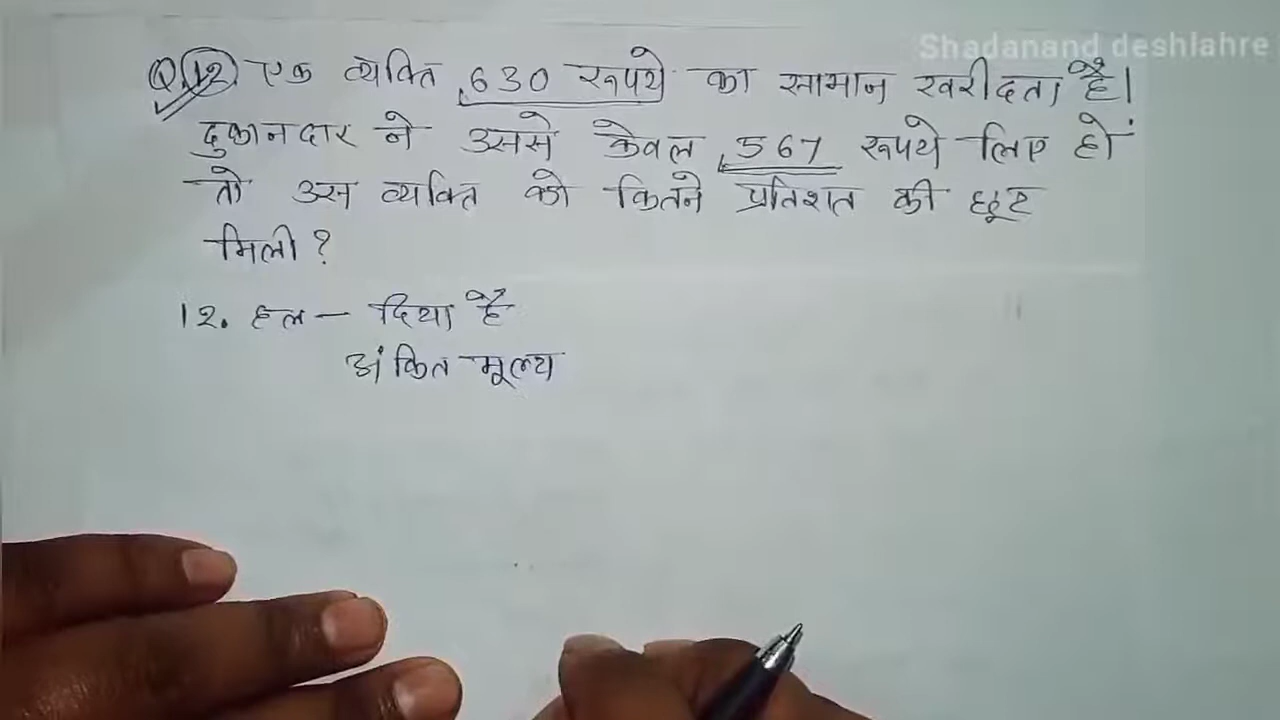 Shadanand deshlahre
Q.12 एक व्यक्ति 630 रूपये का सामान खरीदता है।
दुकानदार ने उससे केवल 567 रूपये लिए हों
तो उस व्यक्ति को कितने प्रतिशत की छूट
मिली ?
12. हल — दिया है
अंकित मूल्य